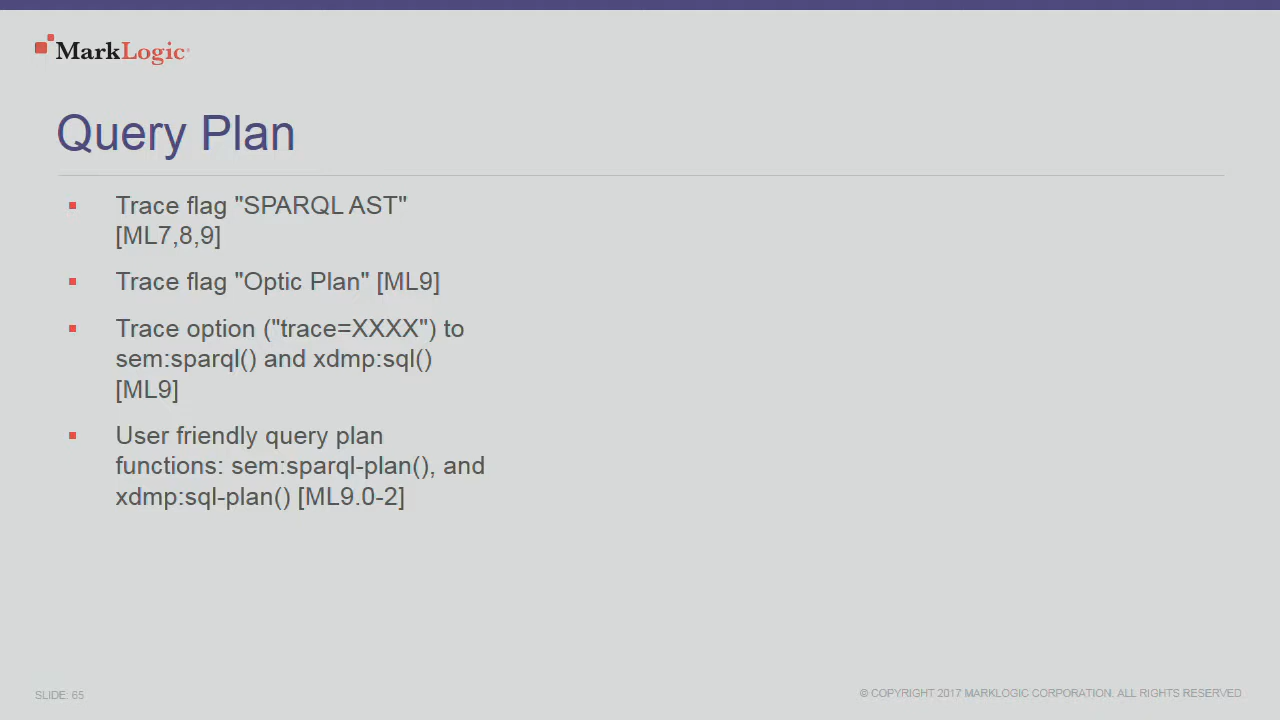 MarkLogic
Query Plan
Trace flag "SPARQL AST"
[ML7,8,9]
Trace flag "Optic Plan" [ML9]
Trace option ("trace=XXXX") to
sem:sparql() and xdmp:sql()
[ML9]
User friendly query plan
functions: sem:sparql-plan(), and
xdmp:sql-plan() [ML9.0-2]
SLIDE: 65
© COPYRIGHT 2017 MARKLOGIC CORPORATION. ALL RIGHTS RESERVED.